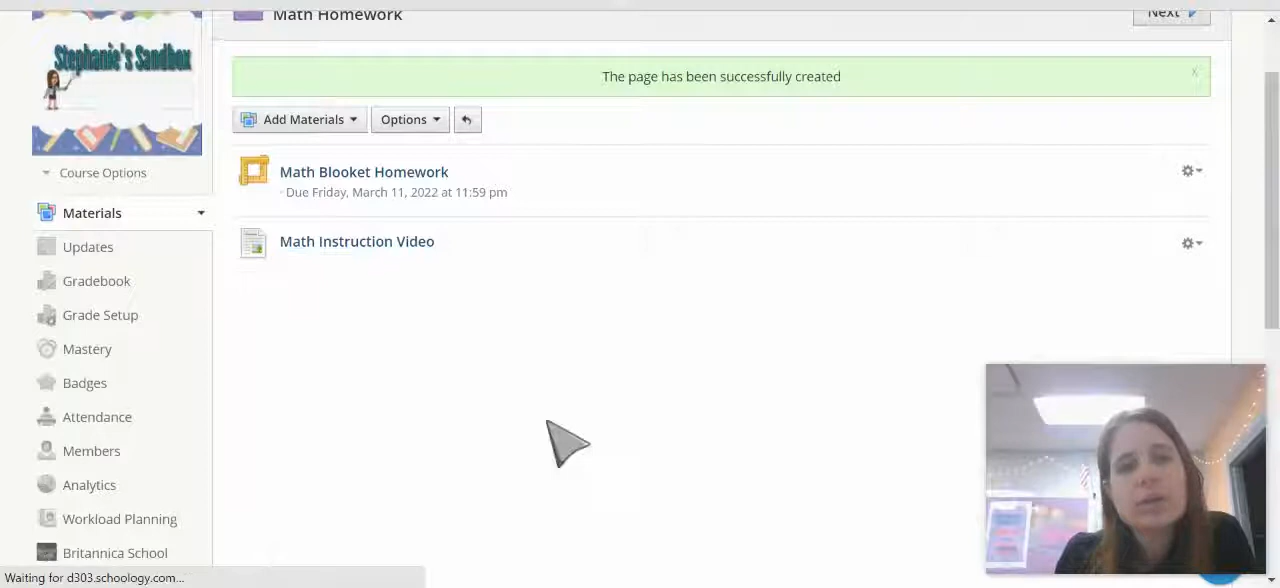 Math Homework
Next
Stephanie's Sandbox
The page has been successfully created
x
Add Materials
Options
Course Options
Math Blooket Homework
· Due Friday, March 11, 2022 at 11:59 pm
Materials
Math Instruction Video
Updates
Gradebook
Grade Setup
Mastery
Badges
Attendance
Members
Analytics
Workload Planning
Britannica School
Waiting for d303.schoology.com...